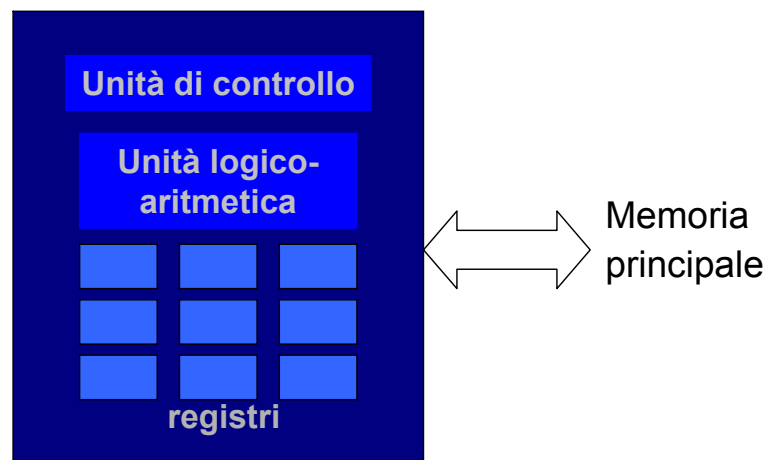 Unità di controllo
Unità logico-
aritmetica
registri
Memoria
principale